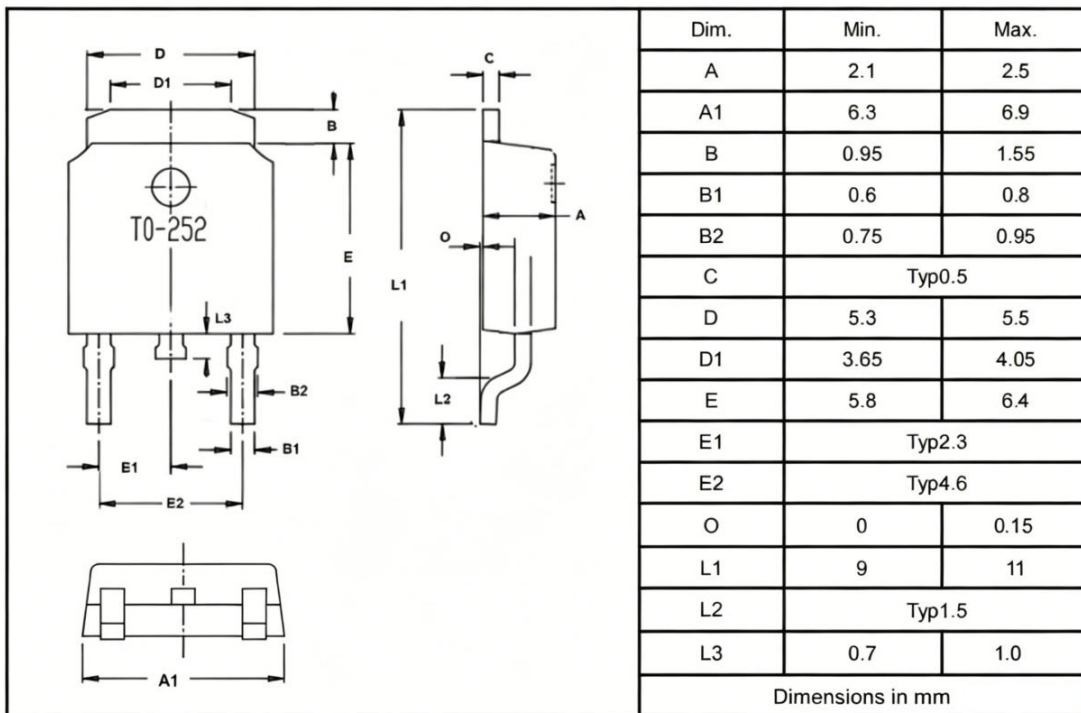 D
D1
B
TO-252
E
L3
B2
B1
E1
E2
A1
C
A
O
L1
L2
Dim. Min. Max.
A 2.1 2.5
A1 6.3 6.9
B 0.95 1.55
B1 0.6 0.8
B2 0.75 0.95
C Typ0.5
D 5.3 5.5
D1 3.65 4.05
E 5.8 6.4
E1 Typ2.3
E2 Typ4.6
O 0 0.15
L1 9 11
L2 Typ1.5
L3 0.7 1.0
Dimensions in mm